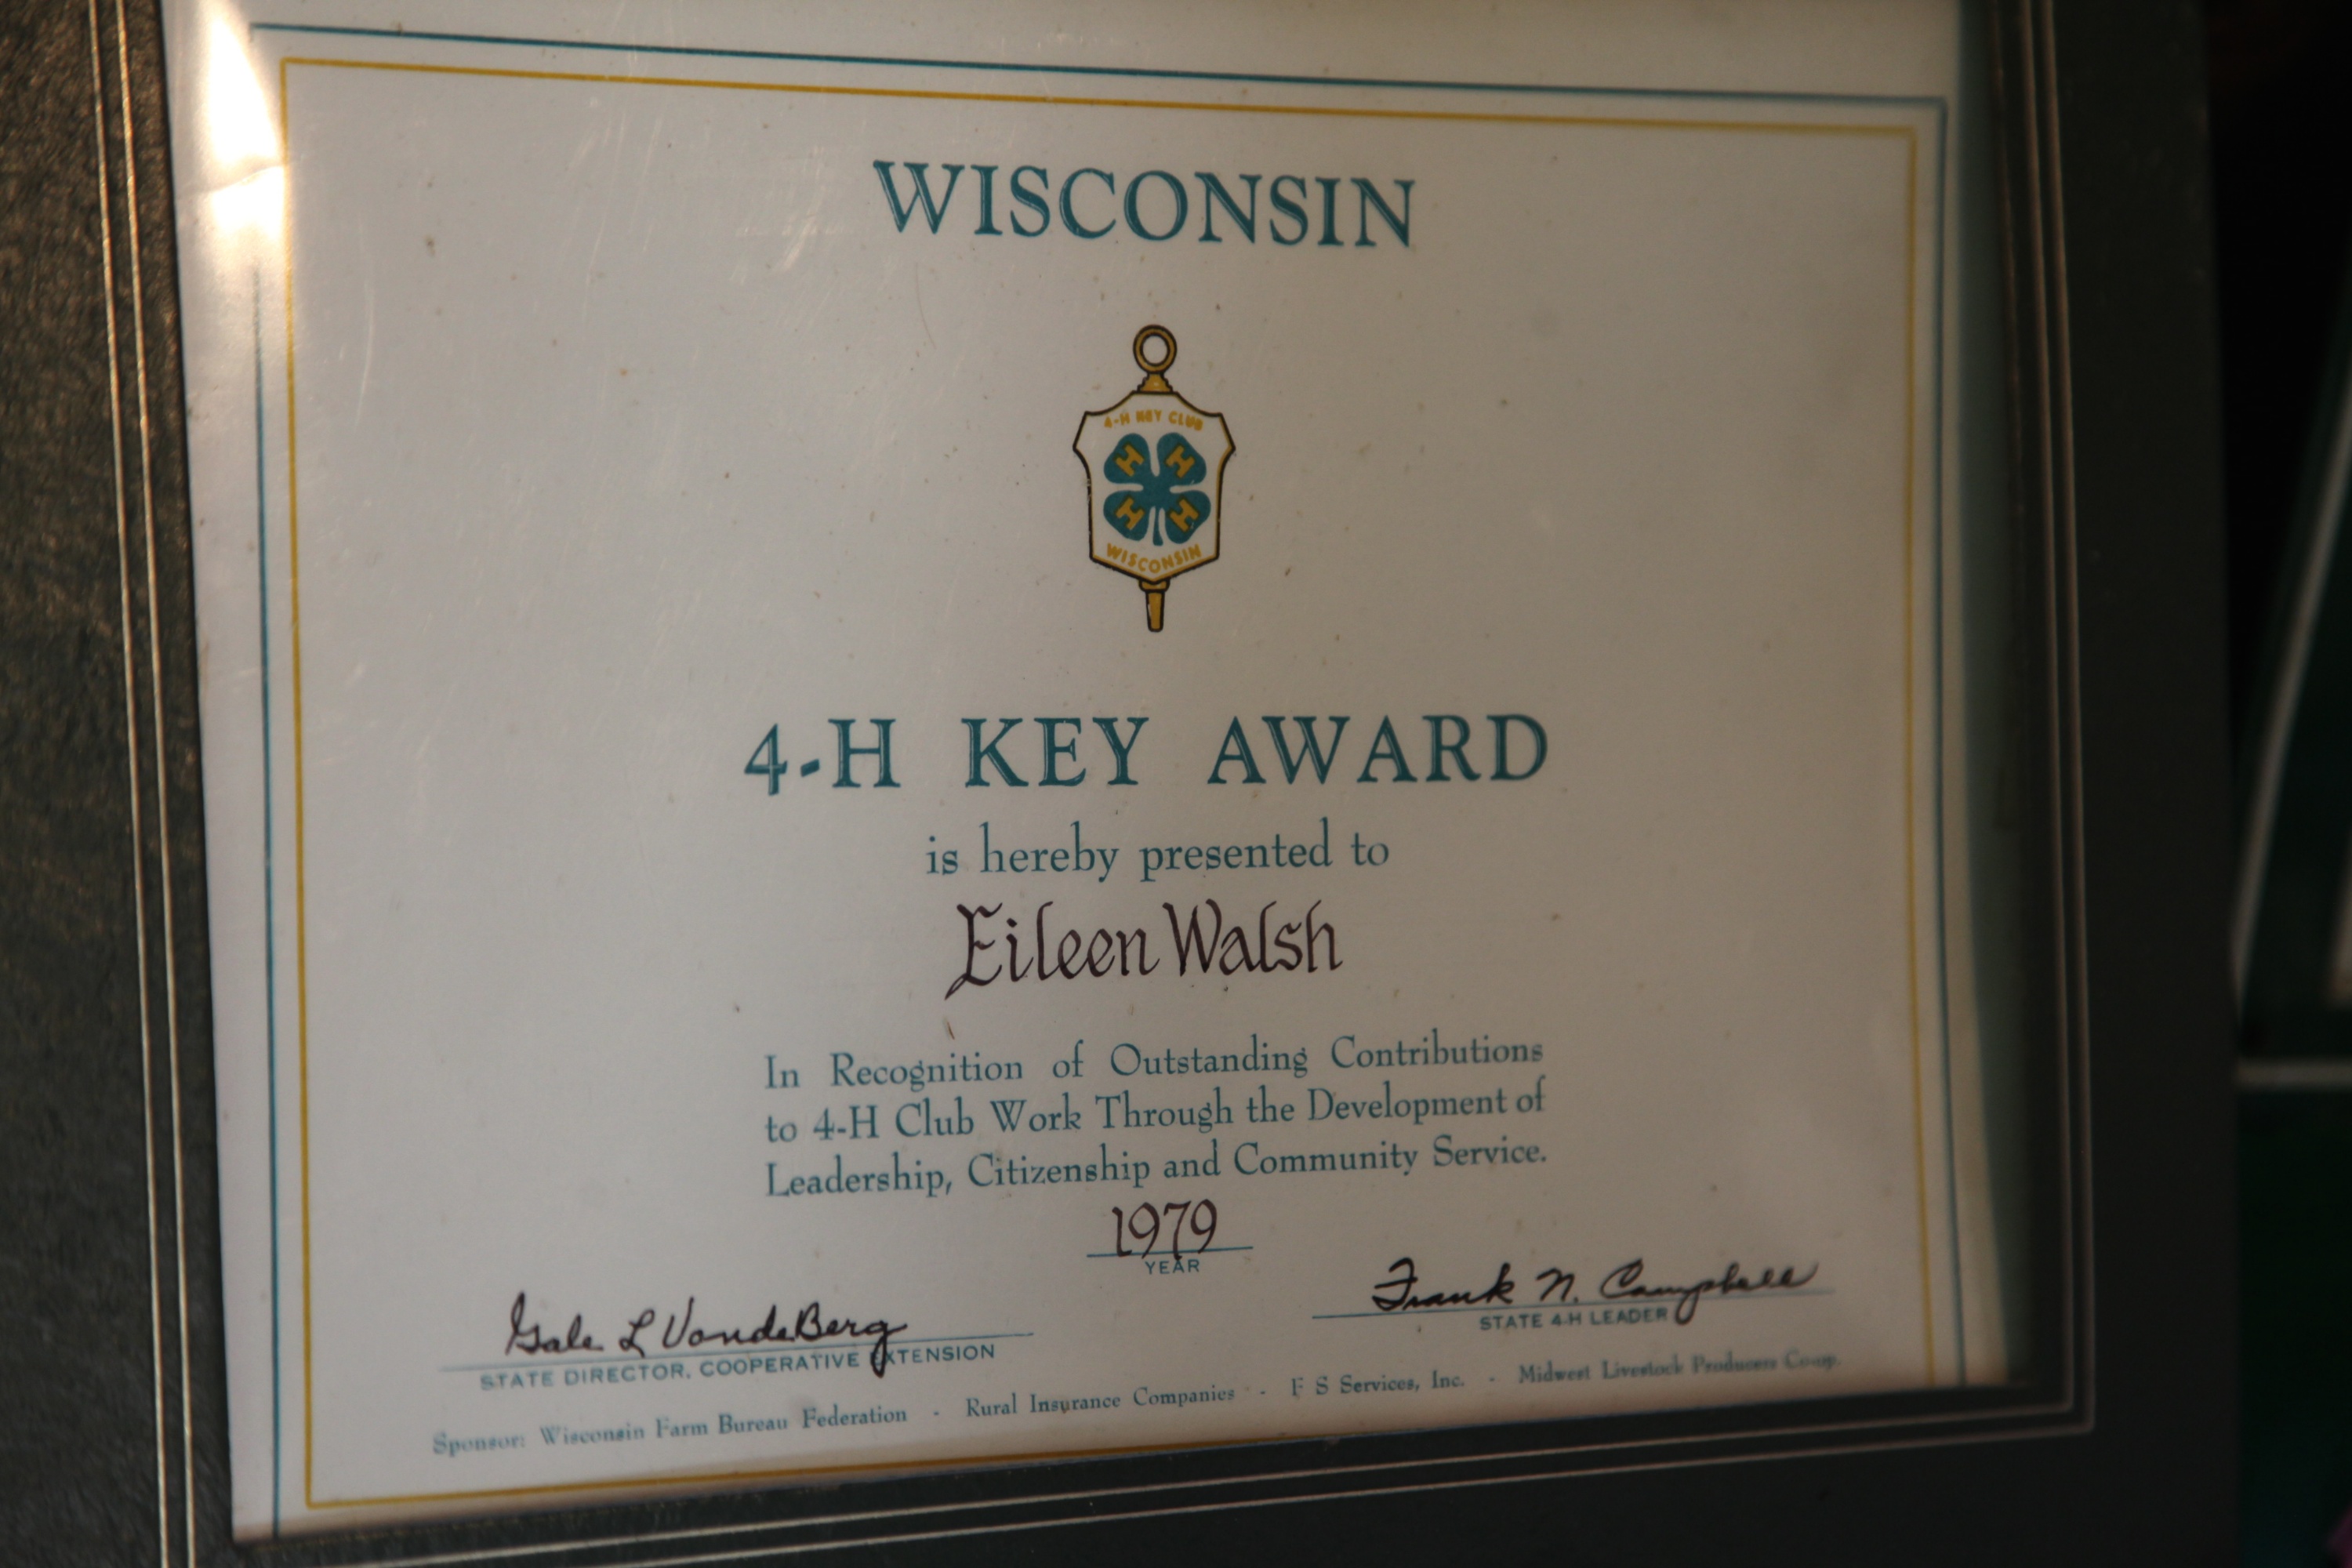 WISCONSIN
4-H KEY CLUB
H H
H H
WISCONSIN
4-H KEY AWARD
is hereby presented to
Eileen Walsh
In Recognition of Outstanding Contributions
to 4-H Club Work Through the Development of
Leadership, Citizenship and Community Service.
1979
YEAR
Gale L VandeBerg
STATE DIRECTOR, COOPERATIVE EXTENSION
Frank N. Campbell
STATE 4-H LEADER
Sponsor: Wisconsin Farm Bureau Federation - Rural Insurance Companies - F S Services, Inc. - Midwest Livestock Producers Co-op.